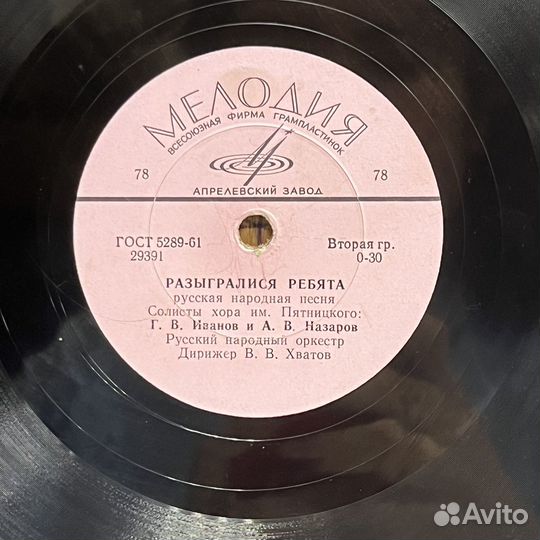 МЕЛОДИЯ
ВСЕСОЮЗНАЯ ФИРМА ГРАМПЛАСТИНОК
78 78
АПРЕЛЕВСКИЙ ЗАВОД
ГОСТ 5289-61 Вторая гр.
29391 0-30
РАЗЫГРАЛИСЯ РЕБЯТА
русская народная песня
Солисты хора им. Пятницкого:
Г. В. Иванов и А. В. Назаров
Русский народный оркестр
Дирижер В. В. Хватов
Avito